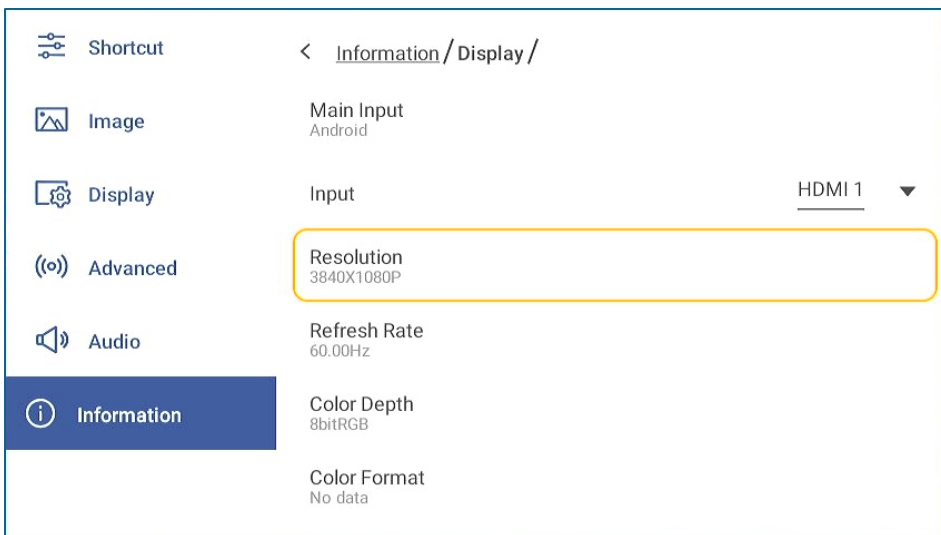 Shortcut
Image
Display
Advanced
Audio
Information
Information / Display /
Main Input
Android
Input
HDMI 1
Resolution
3840X1080P
Refresh Rate
60.00Hz
Color Depth
8bitRGB
Color Format
No data